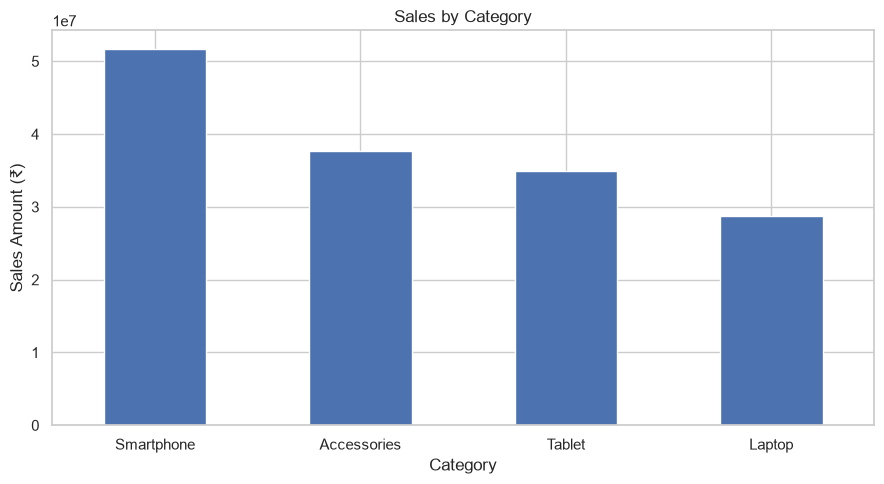 Sales by Category
1e7
Sales Amount (₹)
5
4
3
2
1
0
Smartphone Accessories Tablet Laptop
Category